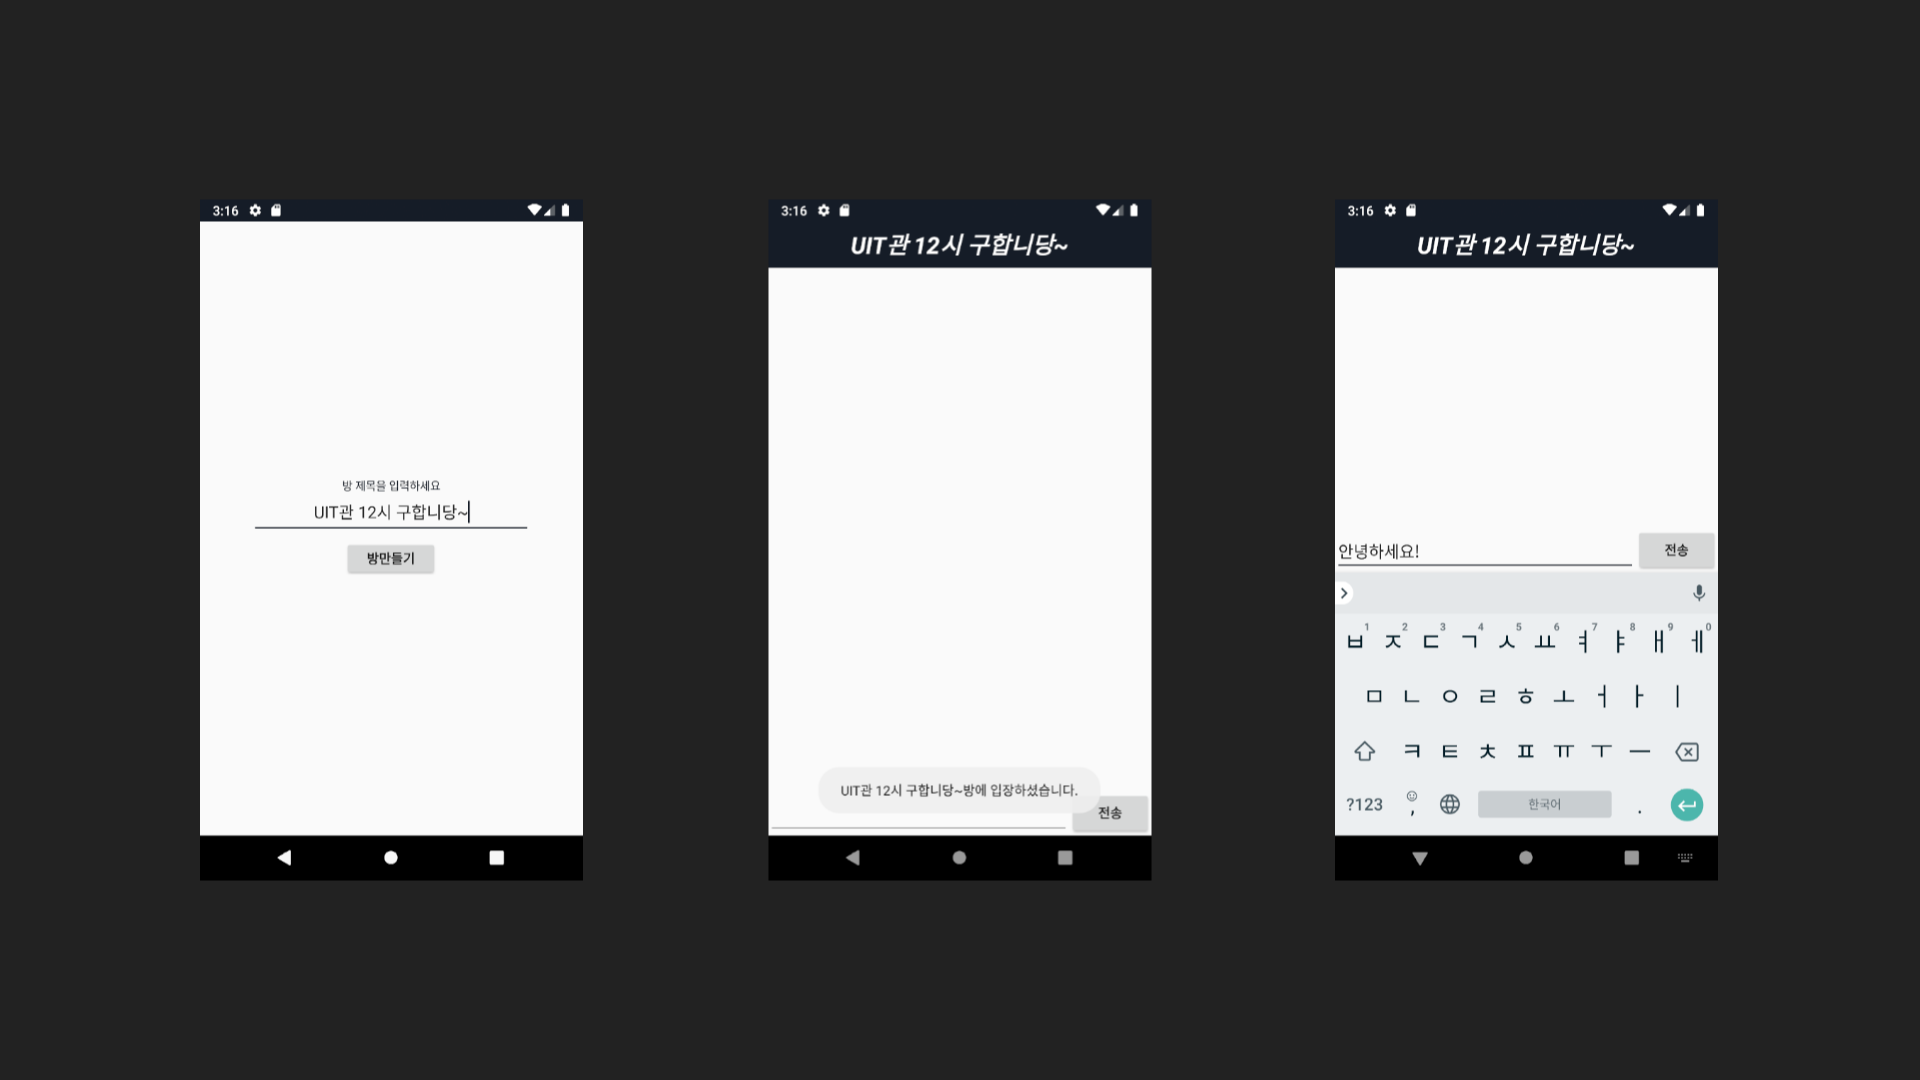 3:16
방 제목을 입력하세요
UIT관 12시 구합니당~
방만들기
3:16
UIT관 12시 구합니당~
UIT관 12시 구합니당~방에 입장하셨습니다.
전송
3:16
UIT관 12시 구합니당~
안녕하세요!
전송
1 2 3 4 5 6 7 8 9 0
ㅂ ㅈ ㄷ ㄱ ㅅ ㅛ ㅕ ㅑ ㅐ ㅔ
ㅁ ㄴ ㅇ ㄹ ㅎ ㅗ ㅓ ㅏ ㅣ
ㅋ ㅌ ㅊ ㅍ ㅠ ㅜ ㅡ
?123 , 한국어 .